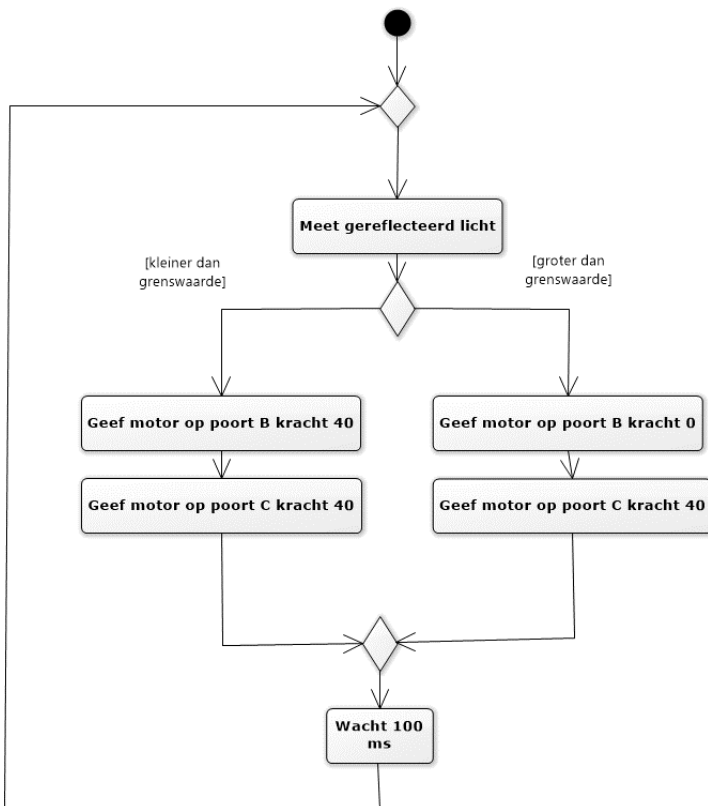 Meet gereflecteerd licht
[kleiner dan
grenswaarde]
[groter dan
grenswaarde]
Geef motor op poort B kracht 40
Geef motor op poort B kracht 0
Geef motor op poort C kracht 40
Geef motor op poort C kracht 40
Wacht 100
ms